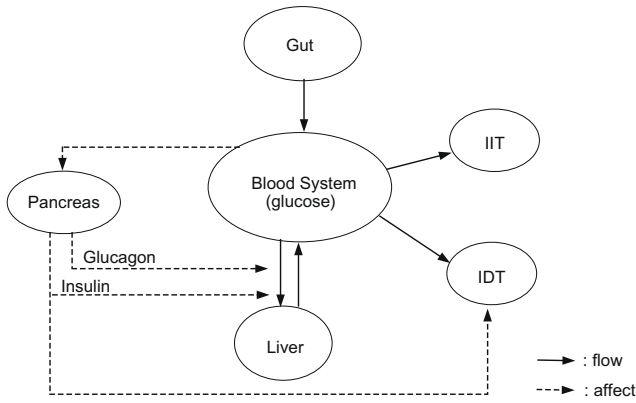 Gut
IIT
Blood System
(glucose)
Pancreas
Glucagon
IDT
Insulin
Liver
: flow
: affect